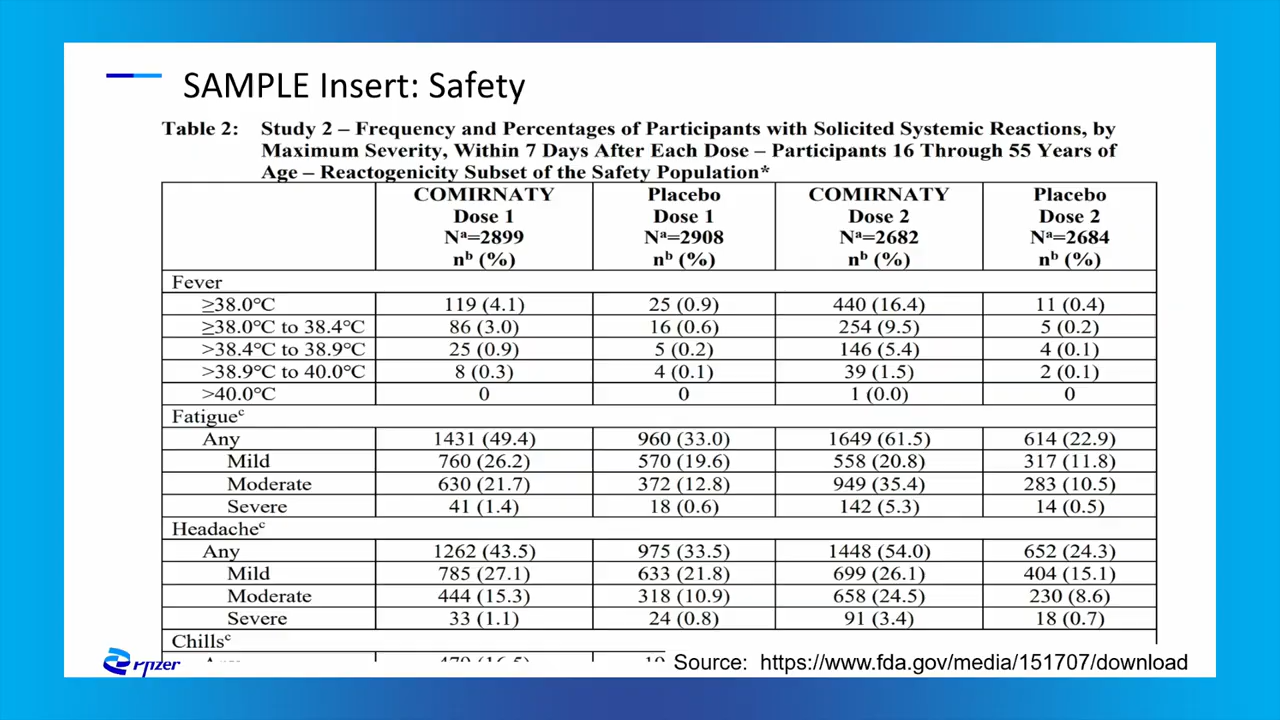 SAMPLE Insert: Safety
Table 2: Study 2 – Frequency and Percentages of Participants with Solicited Systemic Reactions, by
Maximum Severity, Within 7 Days After Each Dose – Participants 16 Through 55 Years of
Age – Reactogenicity Subset of the Safety Population*
COMIRNATY Placebo COMIRNATY Placebo
Dose 1 Dose 1 Dose 2 Dose 2
Nᵃ=2899 Nᵃ=2908 Nᵃ=2682 Nᵃ=2684
nᵇ (%) nᵇ (%) nᵇ (%) nᵇ (%)
Fever
≥38.0℃ 119 (4.1) 25 (0.9) 440 (16.4) 11 (0.4)
≥38.0℃ to 38.4℃ 86 (3.0) 16 (0.6) 254 (9.5) 5 (0.2)
>38.4℃ to 38.9℃ 25 (0.9) 5 (0.2) 146 (5.4) 4 (0.1)
>38.9℃ to 40.0℃ 8 (0.3) 4 (0.1) 39 (1.5) 2 (0.1)
>40.0℃ 0 0 1 (0.0) 0
Fatigueᶜ
Any 1431 (49.4) 960 (33.0) 1649 (61.5) 614 (22.9)
Mild 760 (26.2) 570 (19.6) 558 (20.8) 317 (11.8)
Moderate 630 (21.7) 372 (12.8) 949 (35.4) 283 (10.5)
Severe 41 (1.4) 18 (0.6) 142 (5.3) 14 (0.5)
Headacheᶜ
Any 1262 (43.5) 975 (33.5) 1448 (54.0) 652 (24.3)
Mild 785 (27.1) 633 (21.8) 699 (26.1) 404 (15.1)
Moderate 444 (15.3) 318 (10.9) 658 (24.5) 230 (8.6)
Severe 33 (1.1) 24 (0.8) 91 (3.4) 18 (0.7)
Chillsᶜ
Pfizer
Source: https://www.fda.gov/media/151707/download